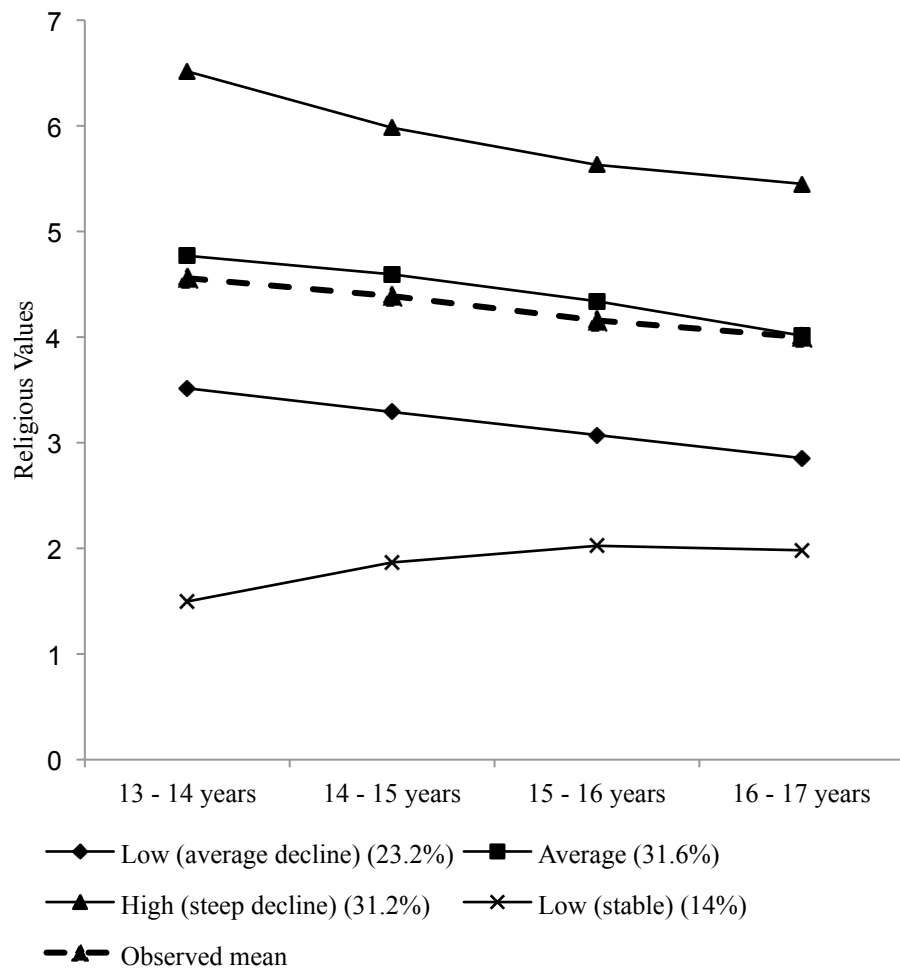 7
6
5
4
3
2
1
0
Religious Values
13 - 14 years 14 - 15 years 15 - 16 years 16 - 17 years
Low (average decline) (23.2%) Average (31.6%)
High (steep decline) (31.2%) Low (stable) (14%)
Observed mean